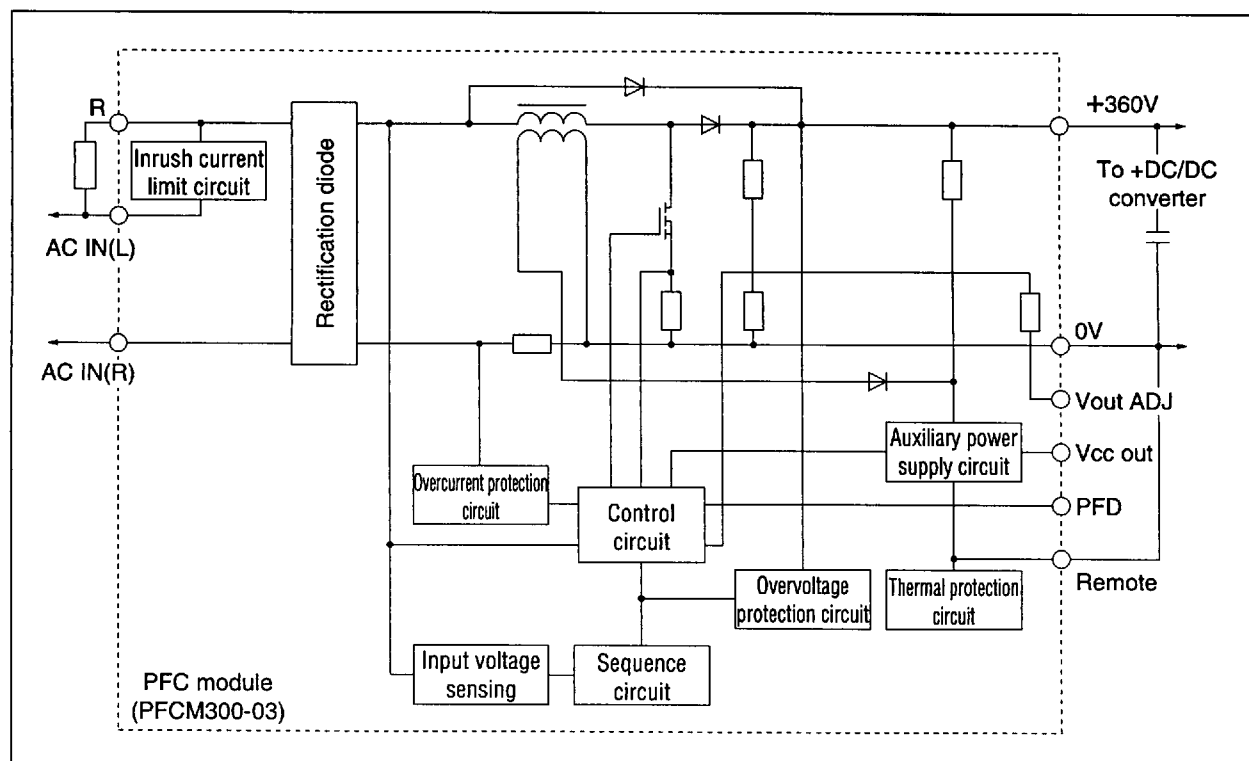 R
Inrush current
limit circuit
AC IN(L)
AC IN(R)
Rectification diode
+360V
To +DC/DC
converter
0V
Vout ADJ
Auxiliary power
supply circuit
Vcc out
Overcurrent protection
circuit
Control
circuit
PFD
Remote
Overvoltage
protection circuit
Thermal protection
circuit
Input voltage
sensing
Sequence
circuit
PFC module
(PFCM300-03)